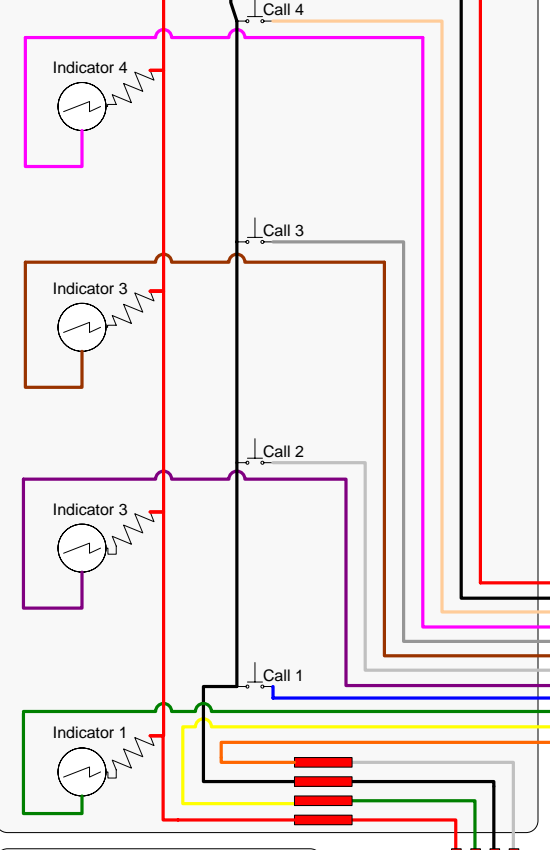 Call 4
Indicator 4
Call 3
Indicator 3
Call 2
Indicator 3
Call 1
Indicator 1